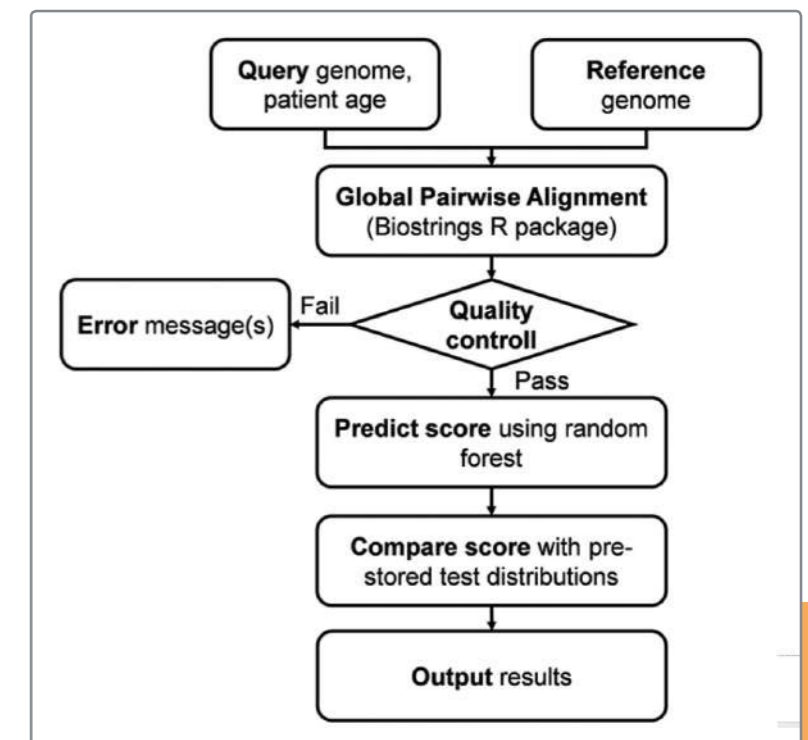 Query genome,
patient age
Reference
genome
Global Pairwise Alignment
(Biostrings R package)
Error message(s)
Fail
Quality
controll
Pass
Predict score using random
forest
Compare score with pre-
stored test distributions
Output results